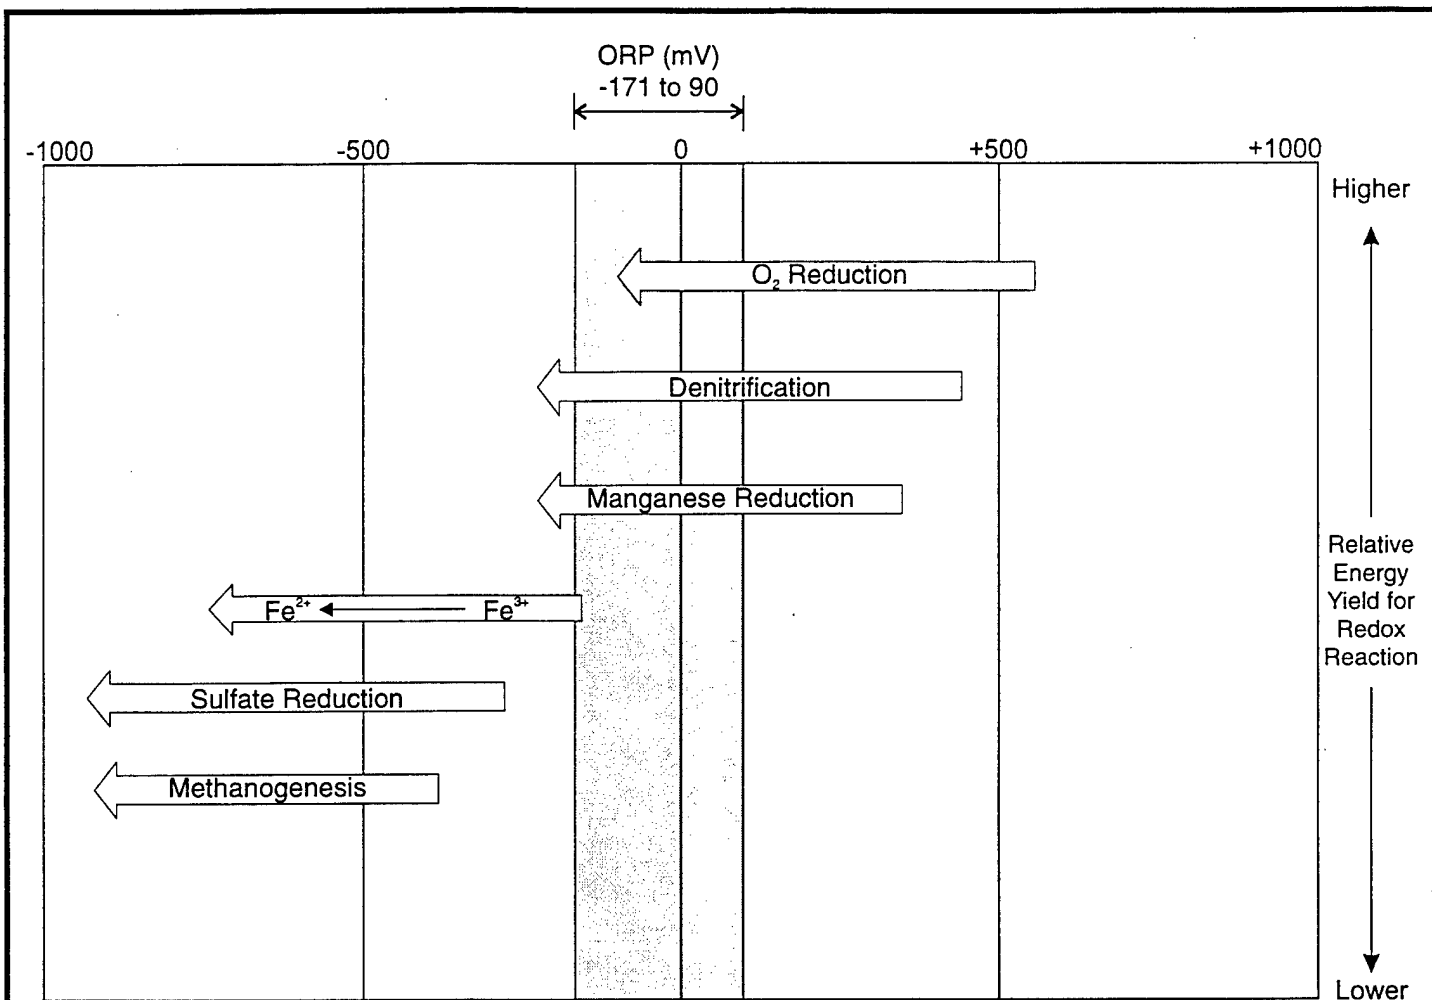 ORP (mV)
-171 to 90
-1000 -500 0 +500 +1000
Higher
O₂ Reduction
Denitrification
Manganese Reduction
Relative
Energy
Yield for
Redox
Reaction
Fe²⁺ Fe³⁺
Sulfate Reduction
Methanogenesis
Lower